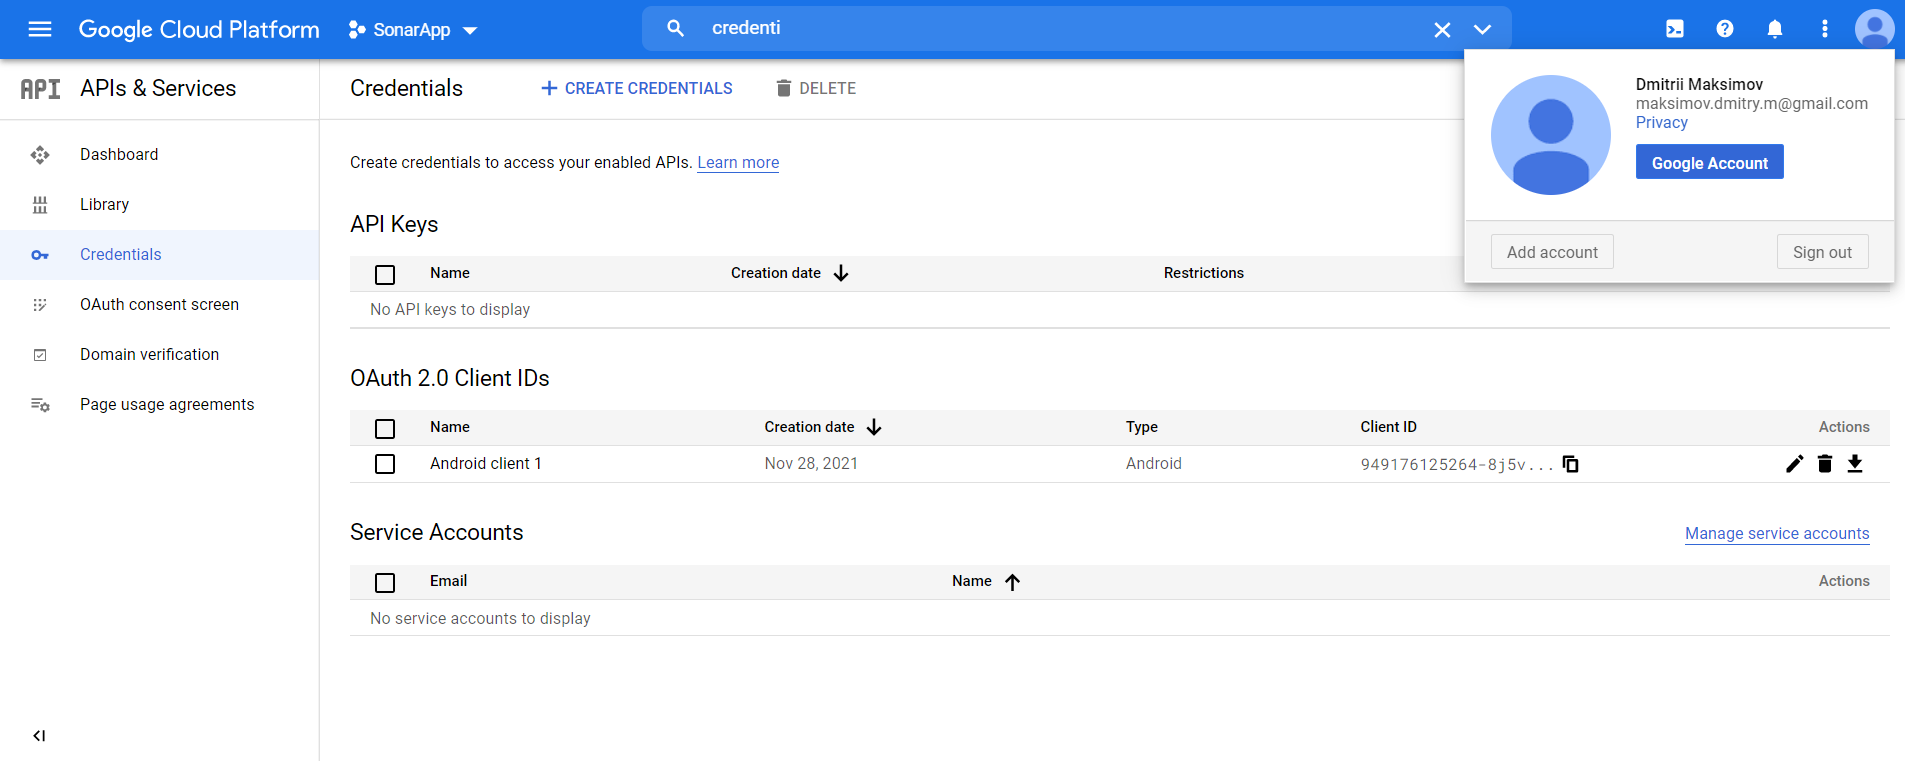 Google Cloud Platform SonarApp credenti
API APIs & Services
Credentials CREATE CREDENTIALS DELETE
Dmitrii Maksimov
maksimov.dmitry.m@gmail.com
Privacy
Google Account
Add account Sign out
Dashboard
Library
Credentials
OAuth consent screen
Domain verification
Page usage agreements
Create credentials to access your enabled APIs. Learn more
API Keys
Name Creation date Restrictions
No API keys to display
OAuth 2.0 Client IDs
Name Creation date Type Client ID Actions
Android client 1 Nov 28, 2021 Android 949176125264-8j5v...
Service Accounts Manage service accounts
Email Name Actions
No service accounts to display